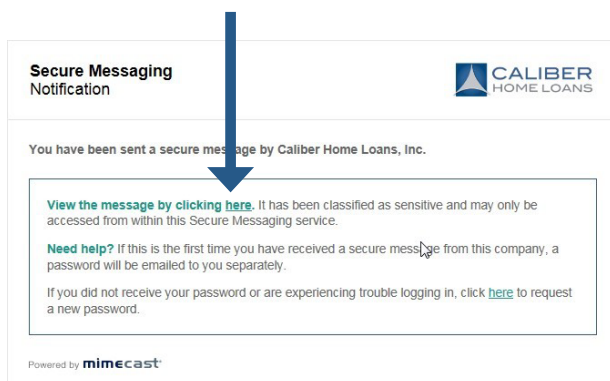 Secure Messaging
Notification
CALIBER
HOME LOANS
You have been sent a secure message by Caliber Home Loans, Inc.
View the message by clicking here. It has been classified as sensitive and may only be
accessed from within this Secure Messaging service.
Need help? If this is the first time you have received a secure message from this company, a
password will be emailed to you separately.
If you did not receive your password or are experiencing trouble logging in, click here to request
a new password.
Powered by mimecast